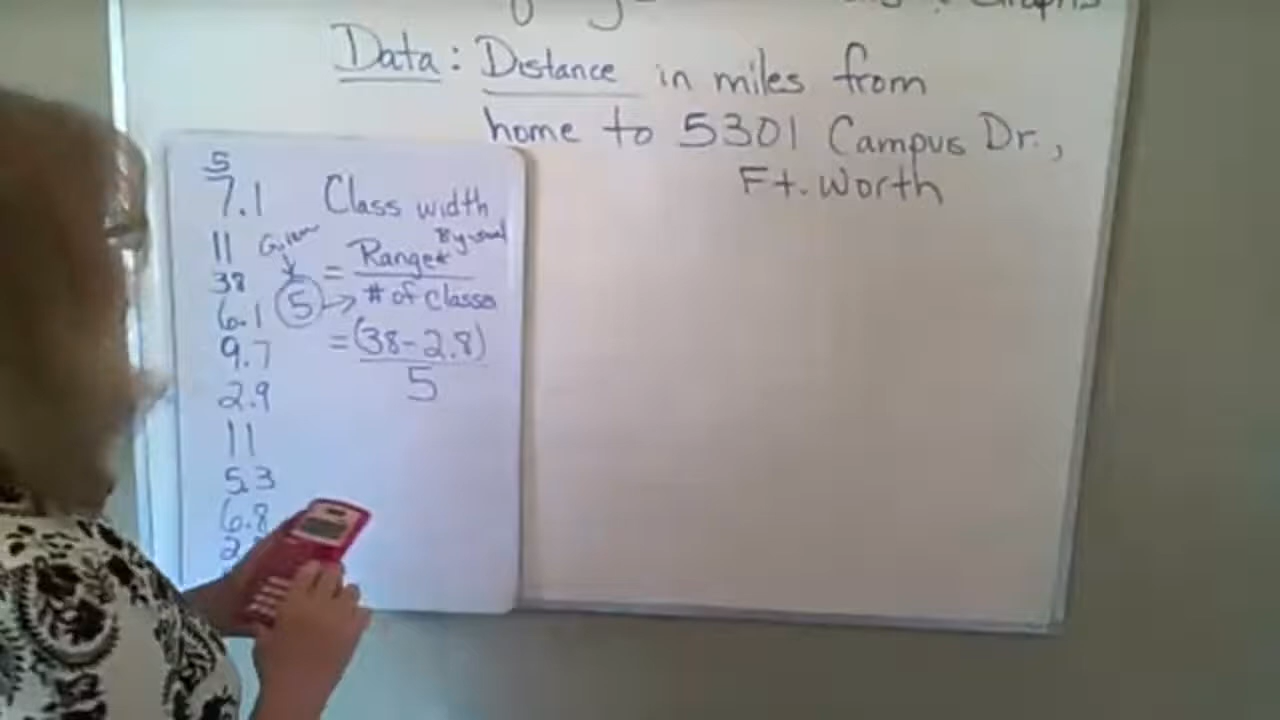 Graphs
Data: Distance in miles from
home to 5301 Campus Dr.,
Ft. Worth
5
7.1
11
38
6.1
9.7
2.9
11
5.3
6.8
Class width
Given
= Range
5 → # of Classes
= (38-2.8)
5